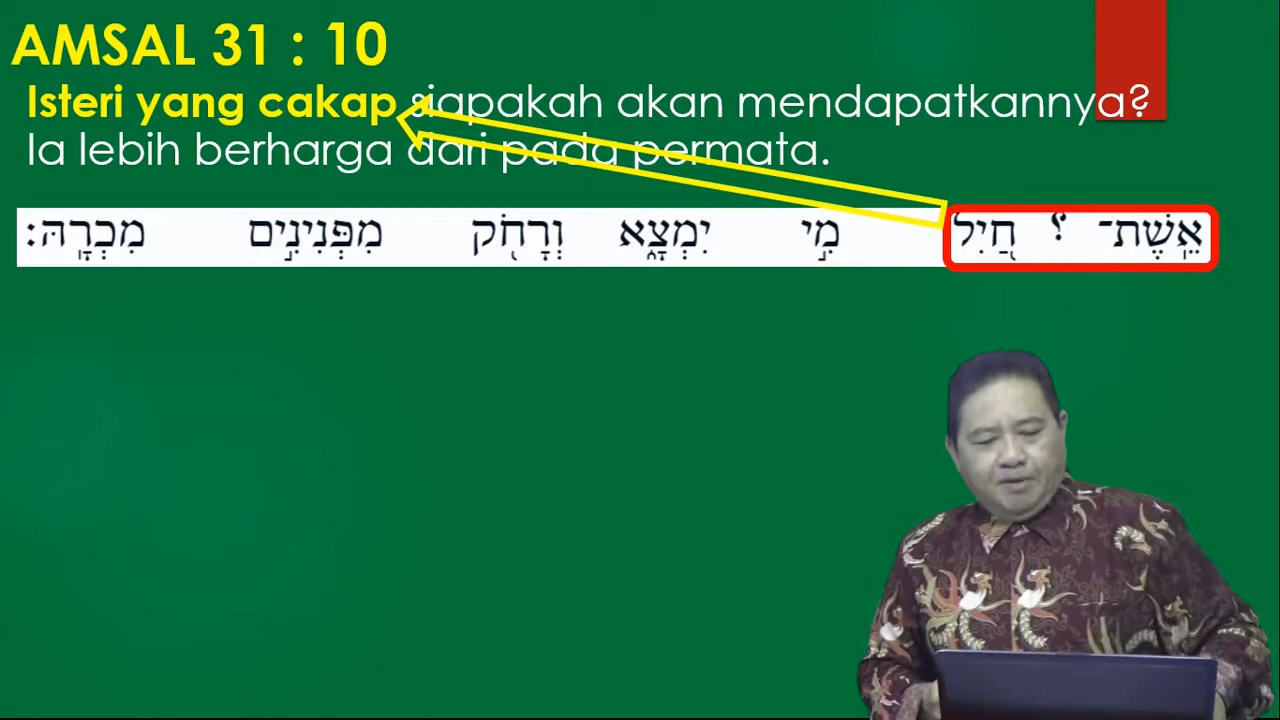 AMSAL 31 : 10
Isteri yang cakap siapakah akan mendapatkannya?
Ia lebih berharga dari pada permata.
אֵֽשֶׁת־ ؟ חַ֭יִל מִ֣י יִמְצָ֑א וְרָחֹ֖ק מִפְּנִינִ֣ים מִכְרָֽהּ׃